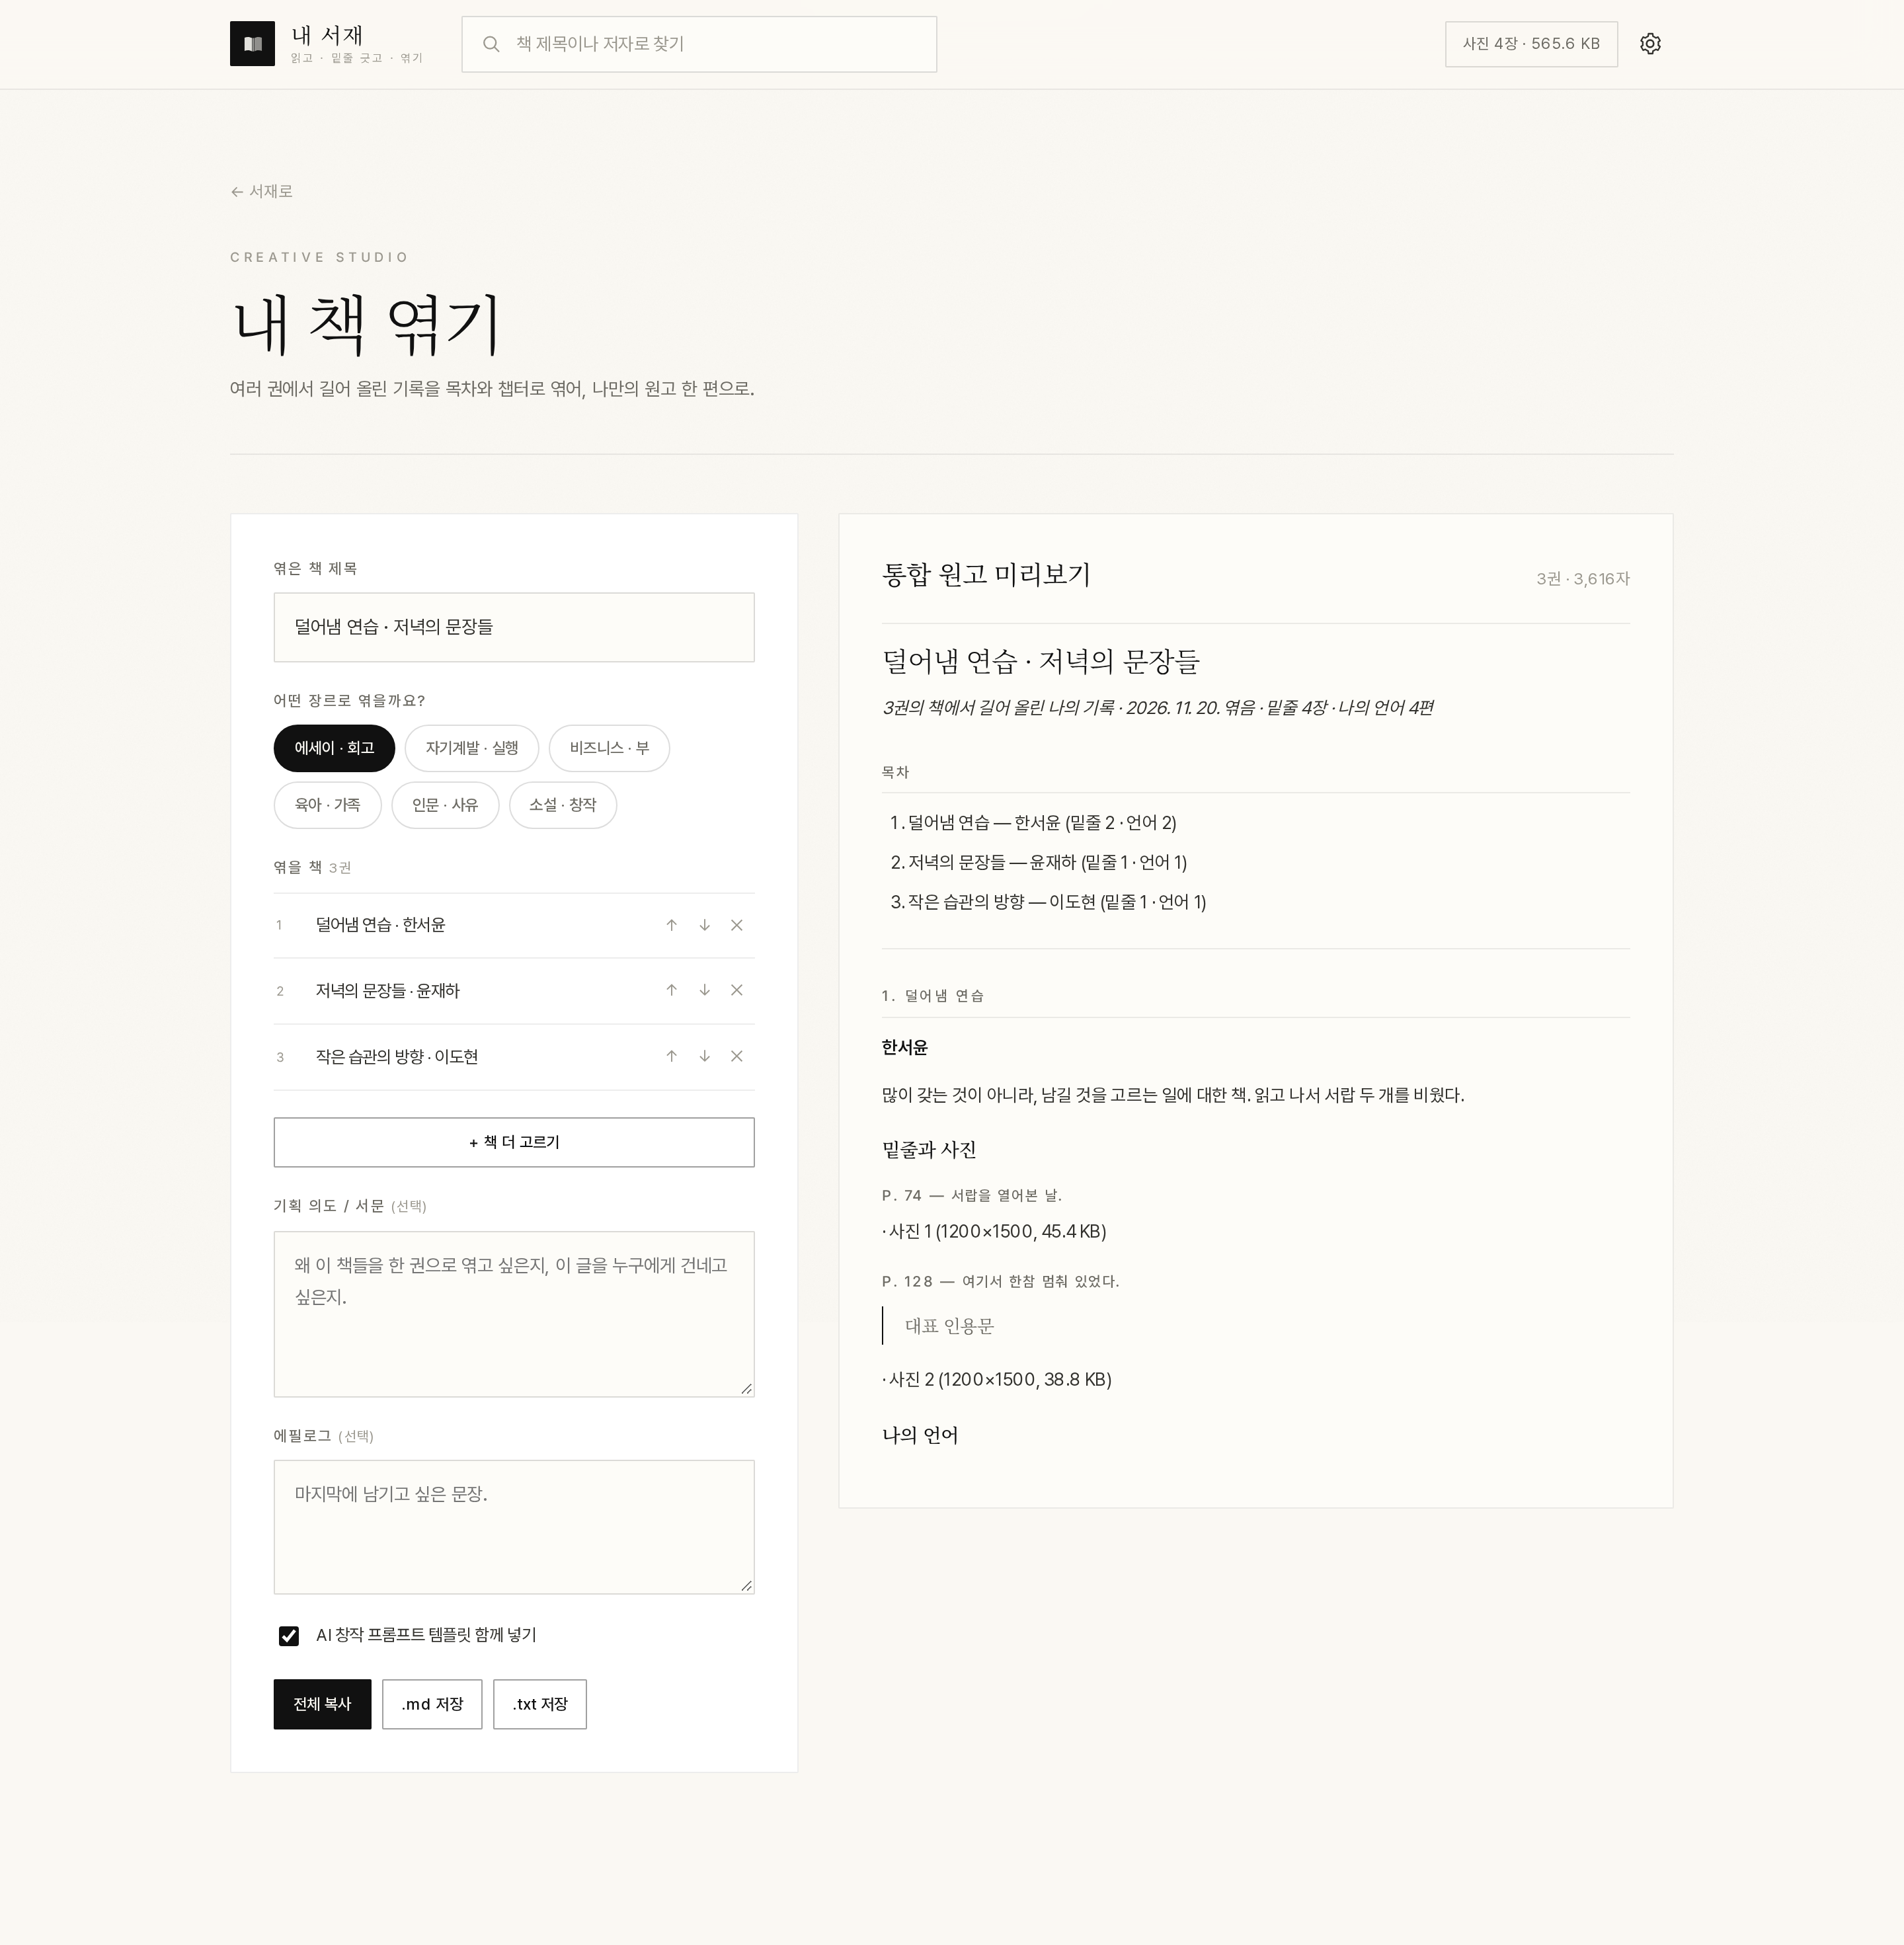 내 서재
읽고 · 밑줄 긋고 · 엮기
책 제목이나 저자로 찾기
사진 4장 · 565.6 KB
← 서재로
CREATIVE STUDIO
내 책 엮기
여러 권에서 길어 올린 기록을 목차와 챕터로 엮어, 나만의 원고 한 편으로.
엮은 책 제목
덜어냄 연습 · 저녁의 문장들
어떤 장르로 엮을까요?
에세이 · 회고
자기계발 · 실행
비즈니스 · 부
육아 · 가족
인문 · 사유
소설 · 창작
엮을 책 3권
1 덜어냄 연습 · 한서윤 ↑ ↓ ×
2 저녁의 문장들 · 윤재하 ↑ ↓ ×
3 작은 습관의 방향 · 이도현 ↑ ↓ ×
+ 책 더 고르기
기획 의도 / 서문 (선택)
왜 이 책들을 한 권으로 엮고 싶은지, 이 글을 누구에게 건네고
싶은지.
에필로그 (선택)
마지막에 남기고 싶은 문장.
AI 창작 프롬프트 템플릿 함께 넣기
전체 복사
.md 저장
.txt 저장
통합 원고 미리보기
3권 · 3,616자
덜어냄 연습 · 저녁의 문장들
3권의 책에서 길어 올린 나의 기록 · 2026. 11. 20. 엮음 · 밑줄 4장 · 나의 언어 4편
목차
1. 덜어냄 연습 — 한서윤 (밑줄 2 · 언어 2)
2. 저녁의 문장들 — 윤재하 (밑줄 1 · 언어 1)
3. 작은 습관의 방향 — 이도현 (밑줄 1 · 언어 1)
1. 덜어냄 연습
한서윤
많이 갖는 것이 아니라, 남길 것을 고르는 일에 대한 책. 읽고 나서 서랍 두 개를 비웠다.
밑줄과 사진
P. 74 — 서랍을 열어본 날.
· 사진 1 (1200×1500, 45.4 KB)
P. 128 — 여기서 한참 멈춰 있었다.
대표 인용문
· 사진 2 (1200×1500, 38.8 KB)
나의 언어